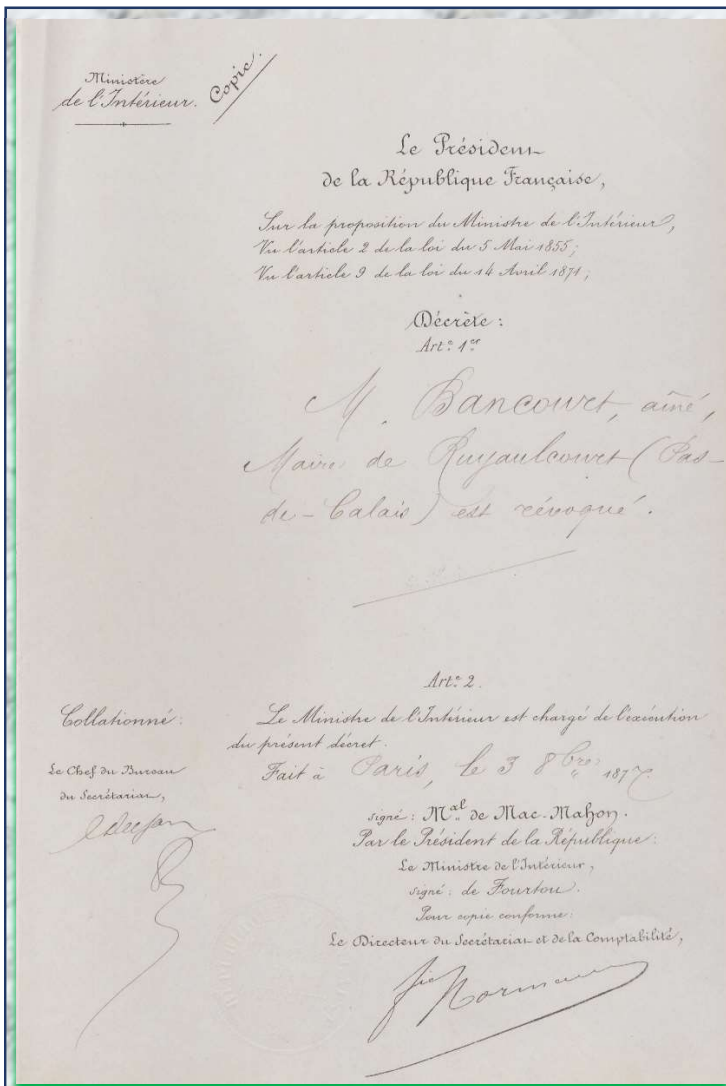 Ministère
de l'Intérieur.
Copie.
Le Président
de la République Française,
Sur la proposition du Ministre de l'Intérieur,
Vu l'article 2 de la loi du 5 Mai 1855;
Vu l'article 9 de la loi du 14 Avril 1871;
Décrète:
Art.e 1er
M. Bancourt, aîné,
Maire de Ruyaulcourt (Pas-
de-Calais) est révoqué.
Art.e 2.
Le Ministre de l'Intérieur est chargé de l'exécution
du présent décret.
Fait à Paris, le 3 8bre 1877.
signé: Mal de Mac-Mahon.
Par le Président de la République:
Le Ministre de l'Intérieur,
signé: de Fourtou.
Pour copie conforme:
Le Directeur du Secrétariat et de la Comptabilité,
Collationné:
Le Chef du Bureau
du Secrétariat,